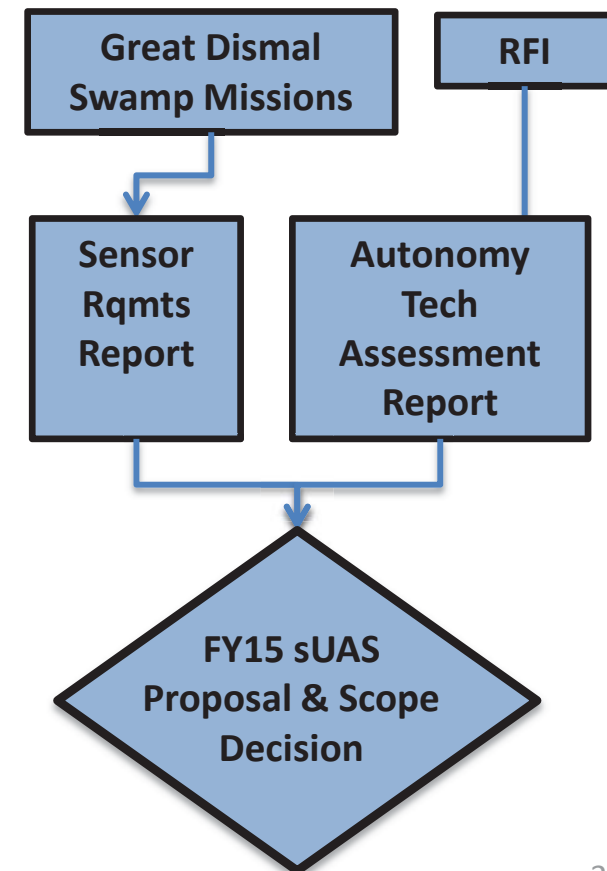 Great Dismal
Swamp Missions
RFI
Sensor
Rqmts
Report
Autonomy
Tech
Assessment
Report
FY15 sUAS
Proposal & Scope
Decision